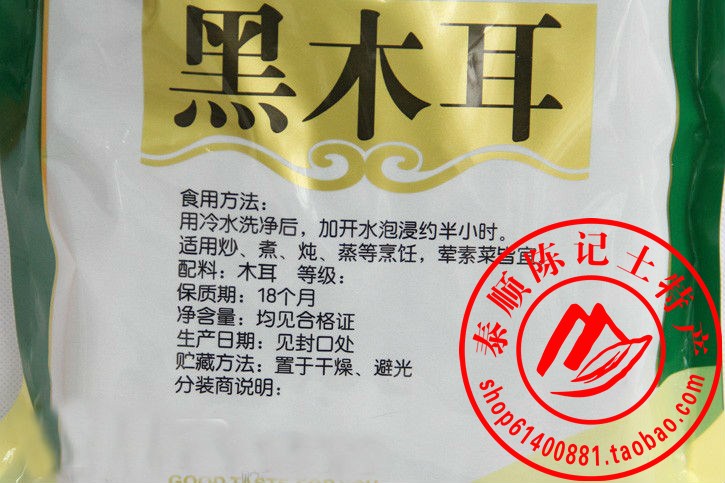 黑木耳
食用方法：
用冷水洗净后，加开水泡浸约半小时。
适用炒、煮、炖、蒸等烹饪，荤素菜皆宜
配料：木耳 等级：
保质期：18个月
净含量：均见合格证
生产日期：见封口处
贮藏方法：置于干燥、避光
分装商说明：
泰顺陈记土特产
shop61400881.taobao.com